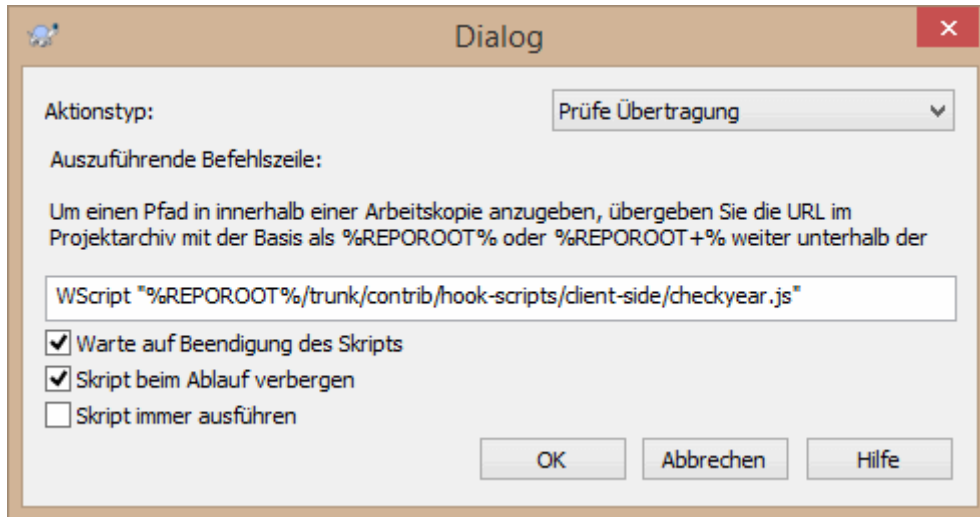 Dialog
Aktionstyp: Prüfe Übertragung
Auszuführende Befehlszeile:
Um einen Pfad in innerhalb einer Arbeitskopie anzugeben, übergeben Sie die URL im
Projektarchiv mit der Basis als %REPOROOT% oder %REPOROOT+% weiter unterhalb der
WScript "%REPOROOT%/trunk/contrib/hook-scripts/client-side/checkyear.js"
Warte auf Beendigung des Skripts
Skript beim Ablauf verbergen
Skript immer ausführen
OK Abbrechen Hilfe